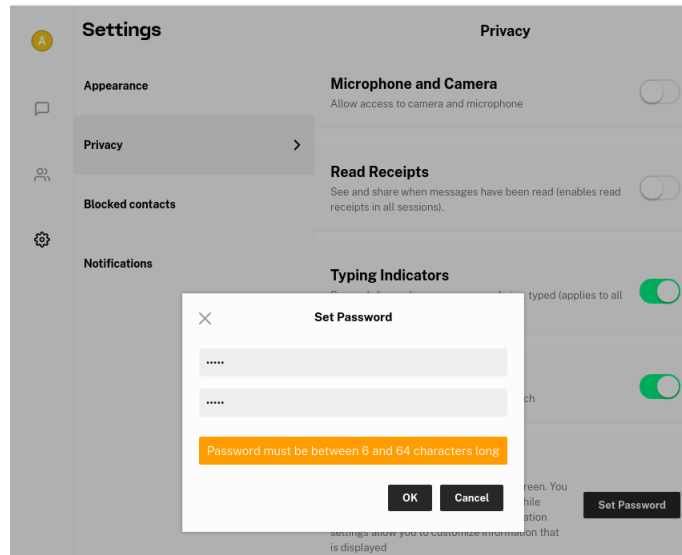 A
Settings
Privacy
Appearance
Microphone and Camera
Allow access to camera and microphone
Privacy
Read Receipts
See and share when messages have been read (enables read
receipts in all sessions).
Blocked contacts
Notifications
Typing Indicators
typed (applies to all
Set Password
•••••
•••••
Password must be between 6 and 64 characters long
OK
Cancel
ch
reen. You
hile
ation
settings allow you to customize information that
is displayed
Set Password